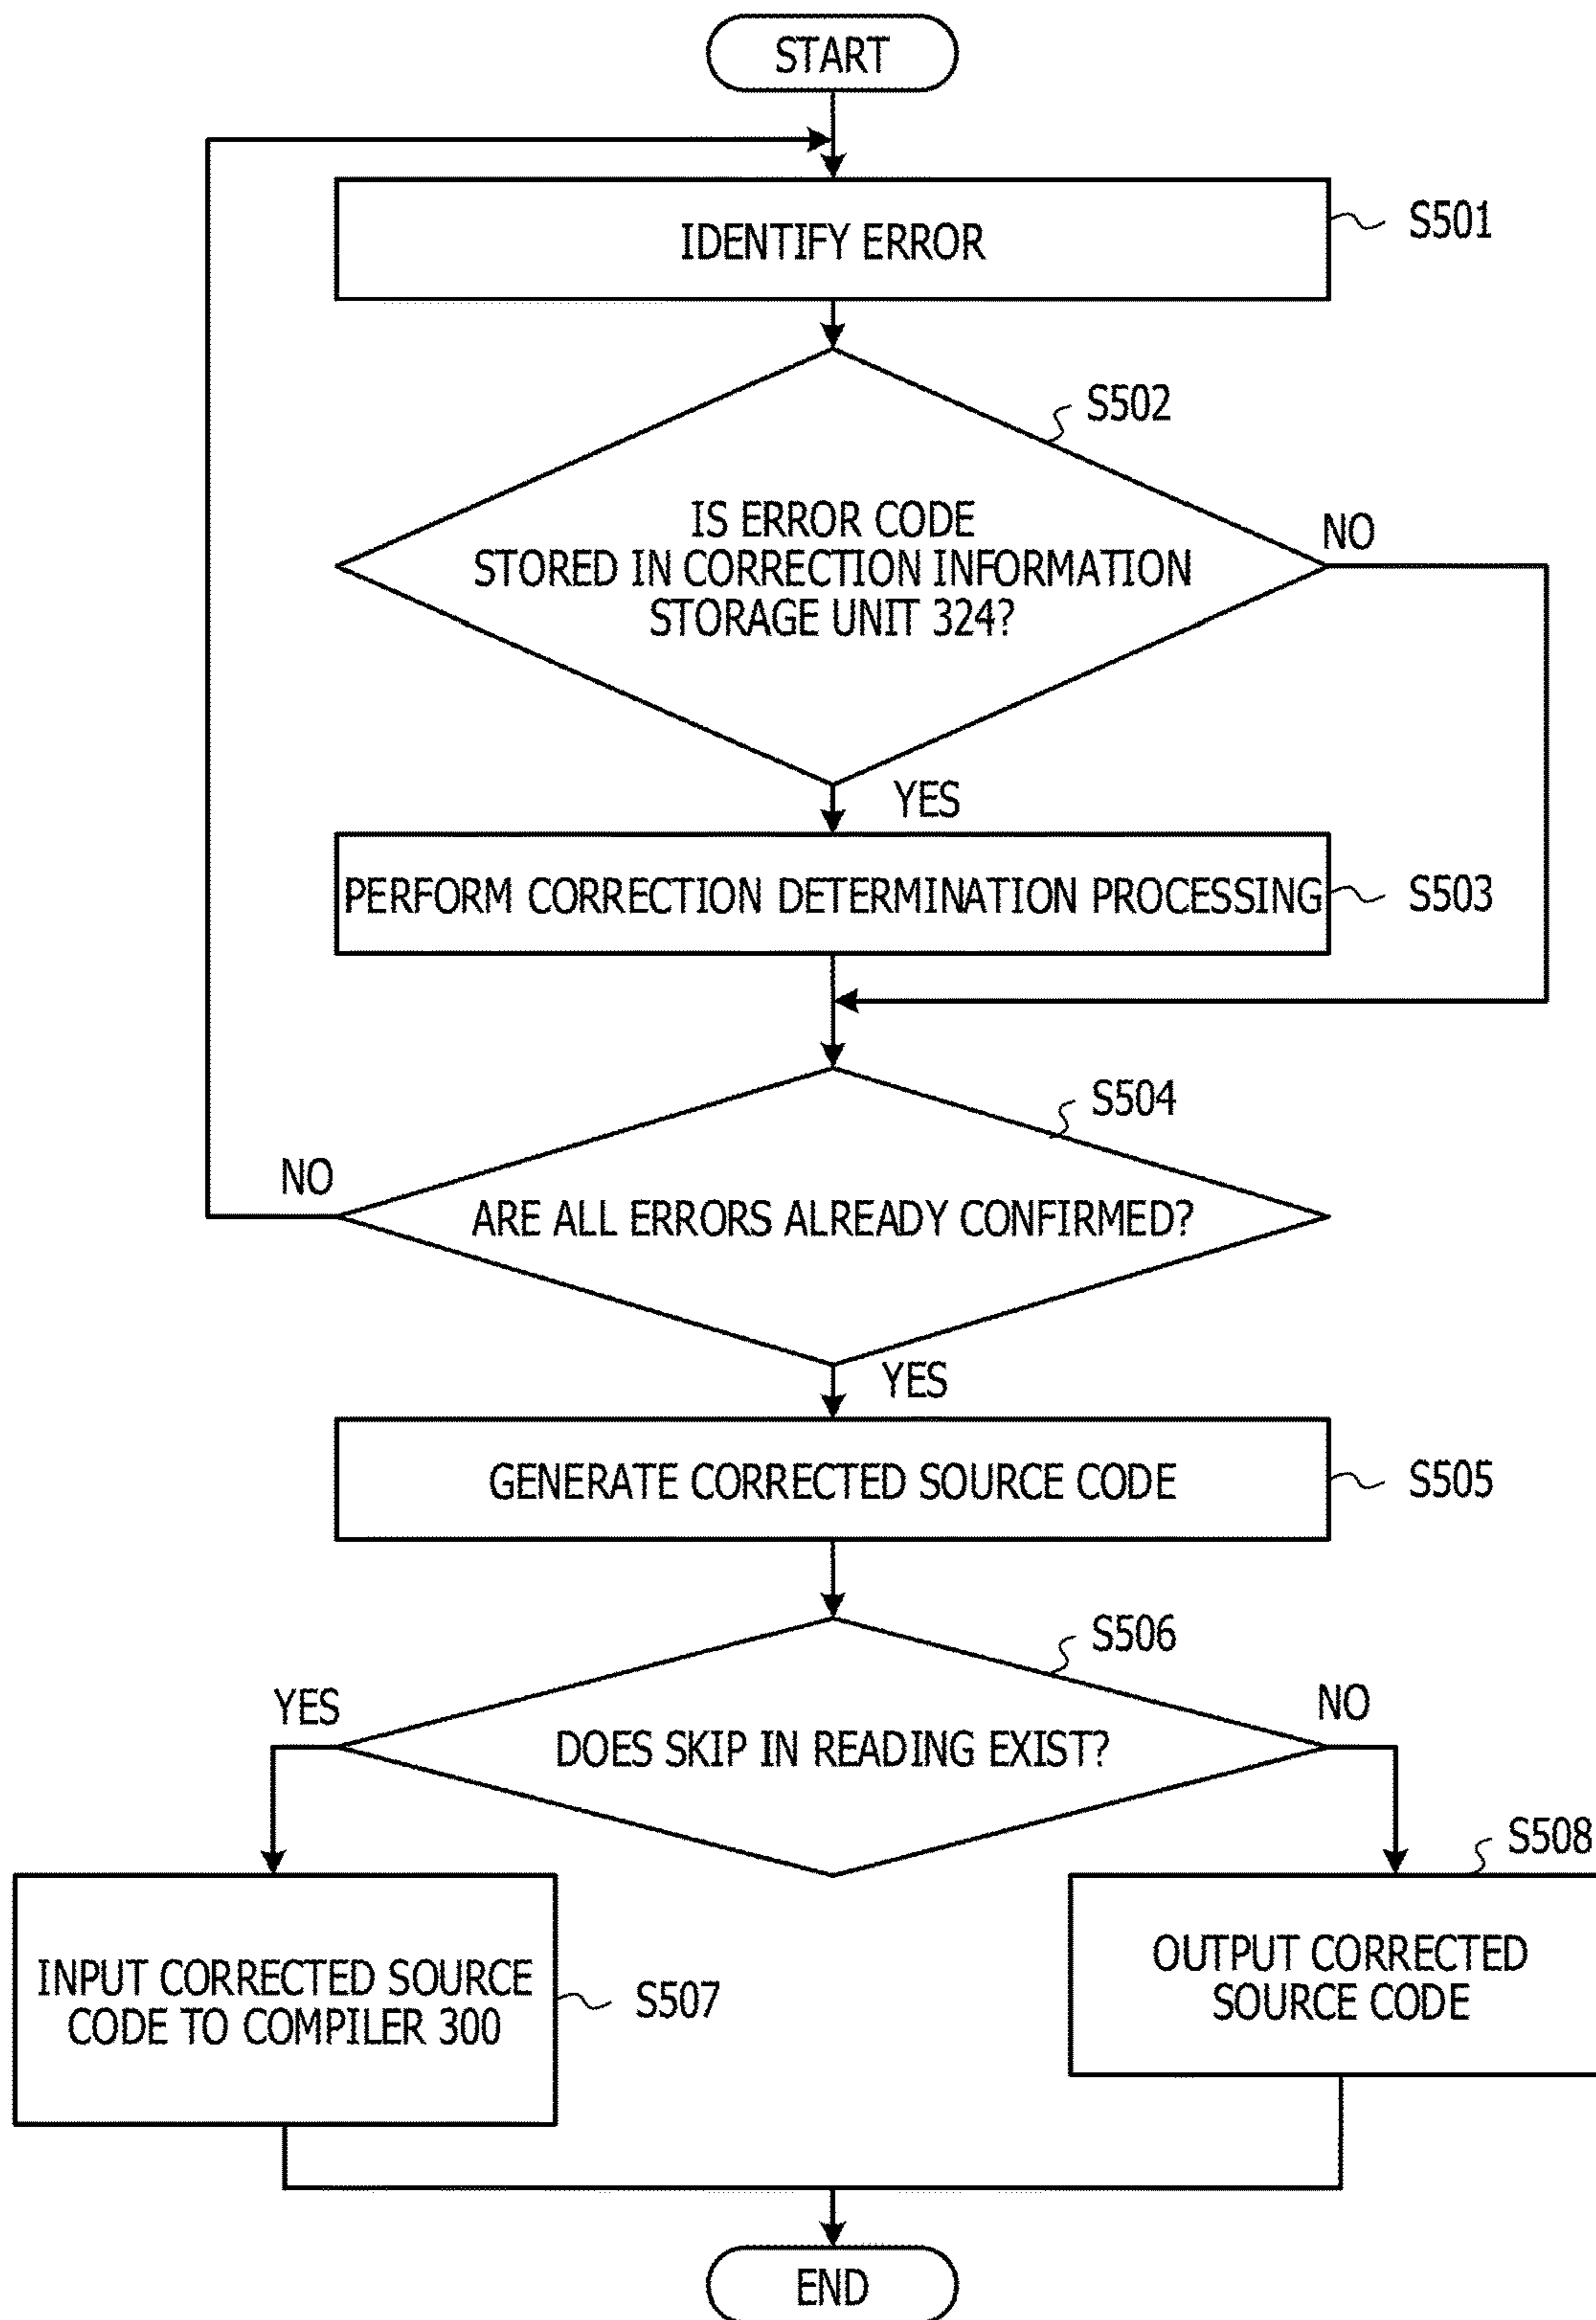 START
IDENTIFY ERROR
S501
S502
IS ERROR CODE
STORED IN CORRECTION INFORMATION
STORAGE UNIT 324?
NO
YES
PERFORM CORRECTION DETERMINATION PROCESSING
S503
S504
NO
ARE ALL ERRORS ALREADY CONFIRMED?
YES
GENERATE CORRECTED SOURCE CODE
S505
S506
YES
NO
DOES SKIP IN READING EXIST?
S508
INPUT CORRECTED SOURCE
CODE TO COMPILER 300
S507
OUTPUT CORRECTED
SOURCE CODE
END